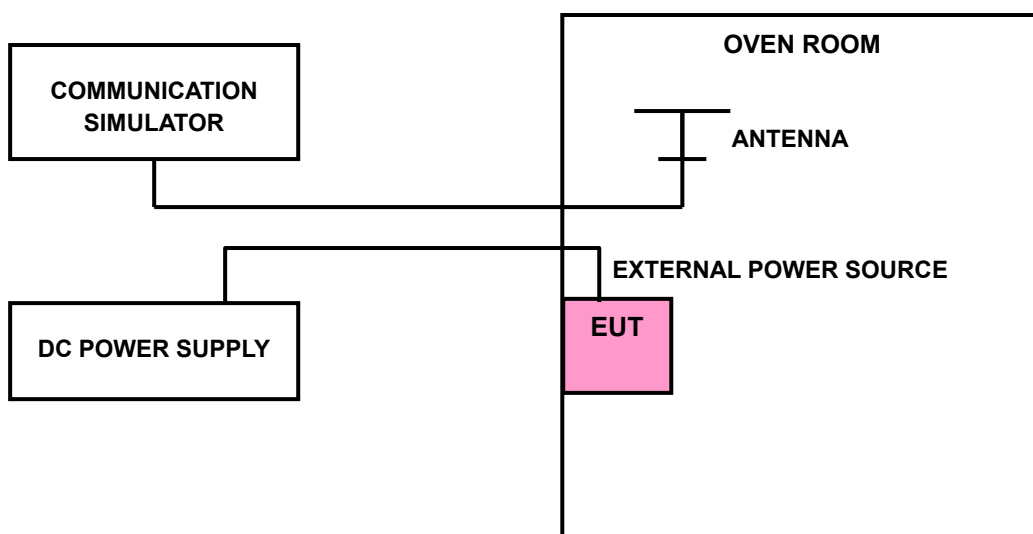 OVEN ROOM
COMMUNICATION
SIMULATOR
ANTENNA
EXTERNAL POWER SOURCE
EUT
DC POWER SUPPLY